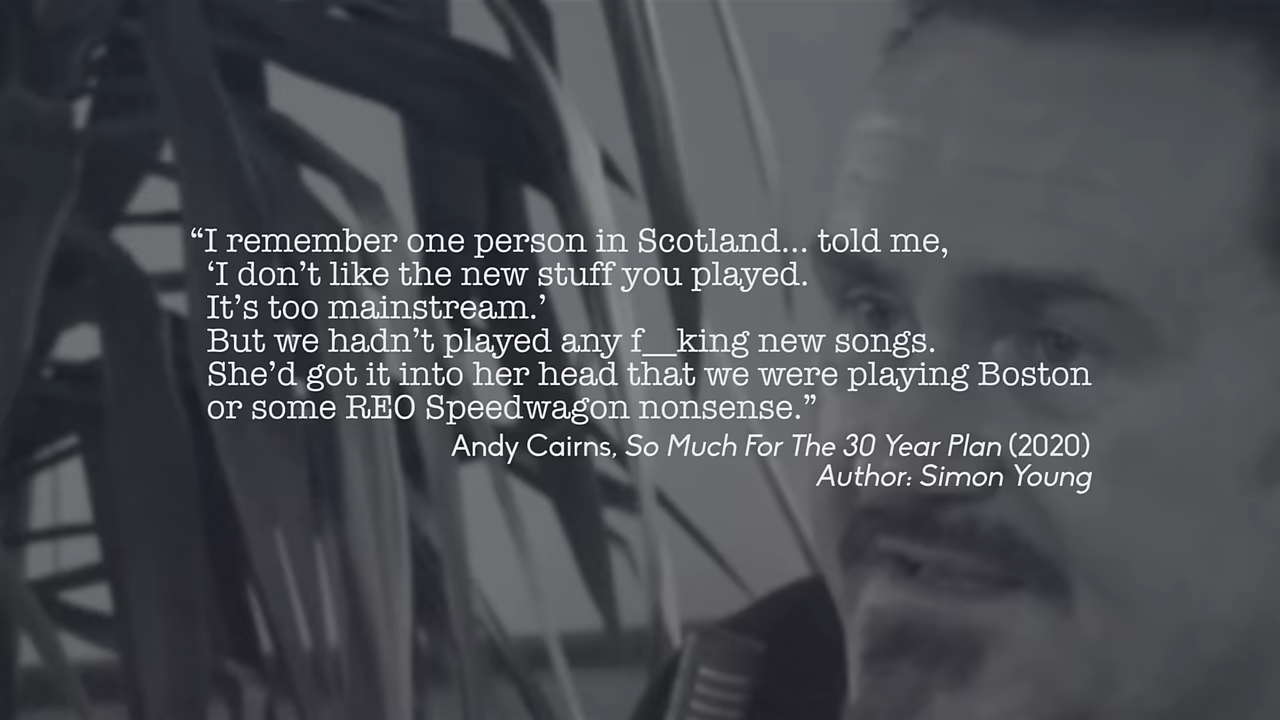 “I remember one person in Scotland... told me,
‘I don’t like the new stuff you played.
It’s too mainstream.’
But we hadn’t played any f__king new songs.
She’d got it into her head that we were playing Boston
or some REO Speedwagon nonsense.”
Andy Cairns, So Much For The 30 Year Plan (2020)
Author: Simon Young